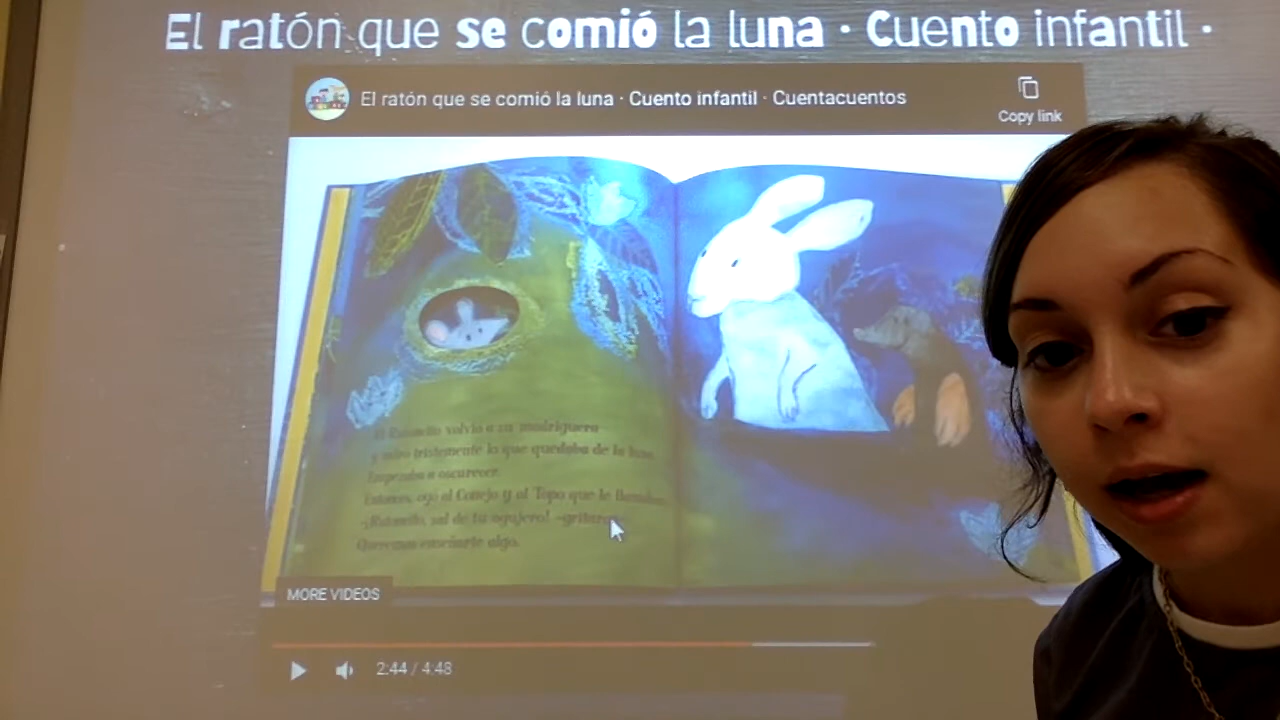 El ratón que se comió la luna · Cuento infantil ·
El ratón que se comió la luna · Cuento infantil · Cuentacuentos
Copy link
El Ratoncito volvió a su madriguera
y miró tristemente lo que quedaba de la luna.
Empezaba a oscurecer.
Entonces, oyó al Conejo y al Topo que le llamaban.
-¡Ratoncito, sal de tu agujero! -gritaron-
Queremos enseñarte algo.
MORE VIDEOS
2:44 / 4:48